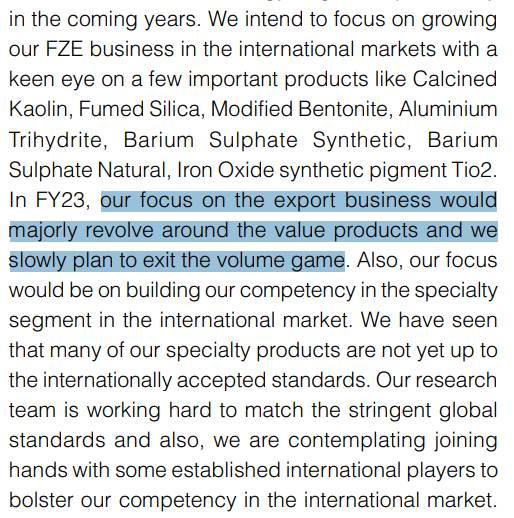 in the coming years. We intend to focus on growing
our FZE business in the international markets with a
keen eye on a few important products like Calcined
Kaolin, Fumed Silica, Modified Bentonite, Aluminium
Trihydrite, Barium Sulphate Synthetic, Barium
Sulphate Natural, Iron Oxide synthetic pigment Tio2.
In FY23, our focus on the export business would
majorly revolve around the value products and we
slowly plan to exit the volume game. Also, our focus
would be on building our competency in the specialty
segment in the international market. We have seen
that many of our specialty products are not yet up to
the internationally accepted standards. Our research
team is working hard to match the stringent global
standards and also, we are contemplating joining
hands with some established international players to
bolster our competency in the international market.